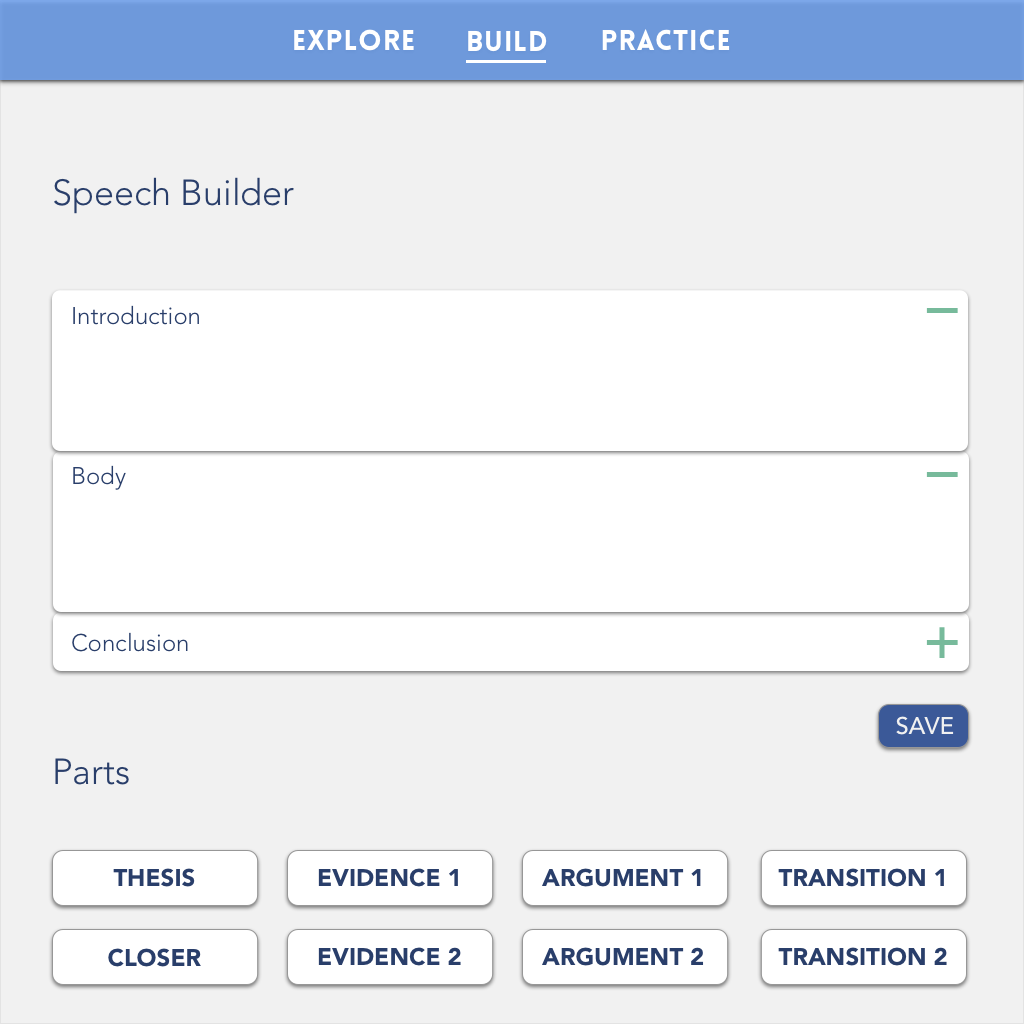 EXPLORE BUILD PRACTICE
Speech Builder
Introduction
Body
Conclusion
SAVE
Parts
THESIS EVIDENCE 1 ARGUMENT 1 TRANSITION 1
CLOSER EVIDENCE 2 ARGUMENT 2 TRANSITION 2